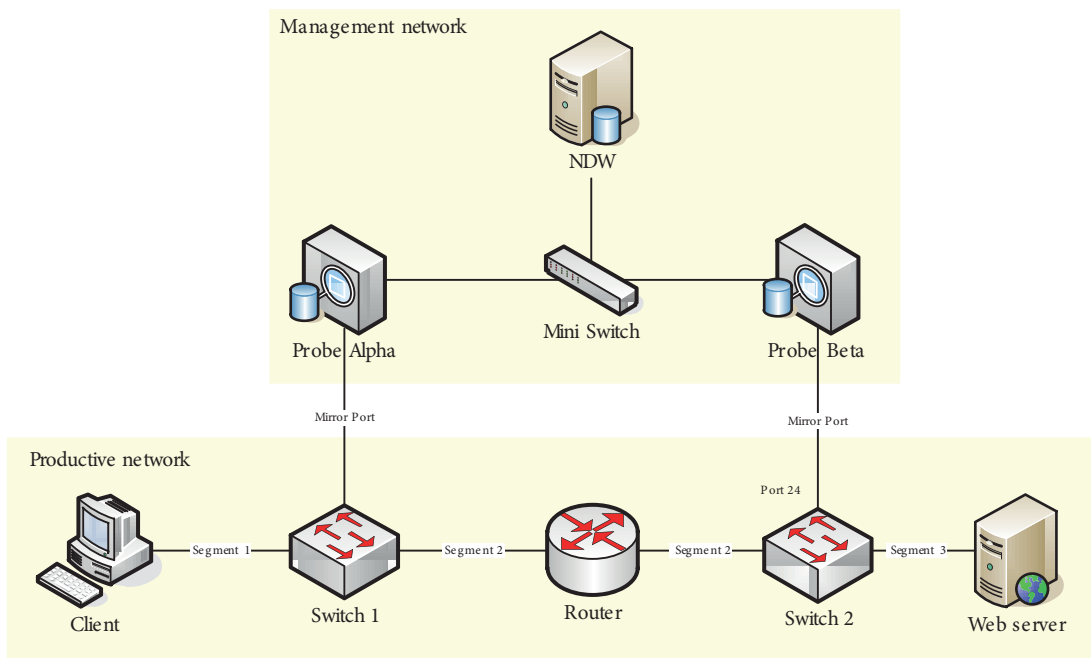 Management network
NDW
Mini Switch
Probe Alpha
Probe Beta
Mirror Port
Mirror Port
Productive network
Port 24
Segment 1
Segment 2
Segment 2
Segment 3
Client
Switch 1
Router
Switch 2
Web server